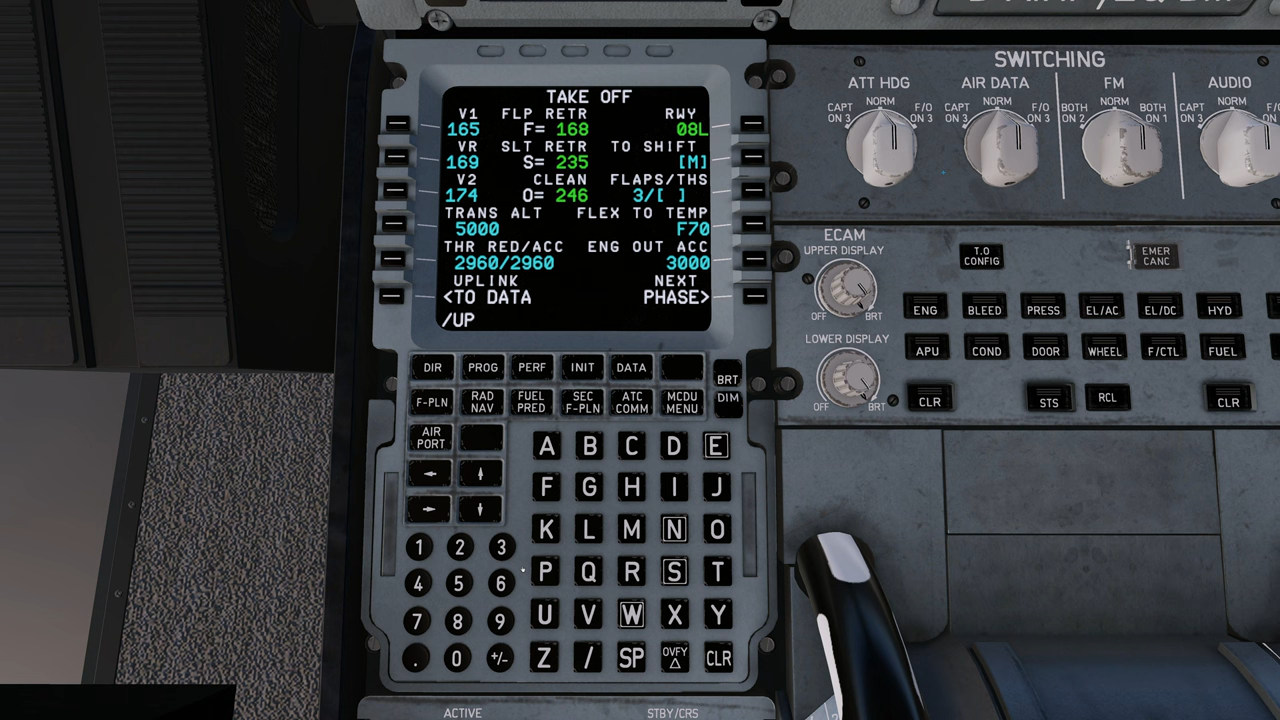 TAKE OFF
V1 FLP RETR RWY
165 F= 168 08L
VR SLT RETR TO SHIFT
169 S= 235 [M]
V2 CLEAN FLAPS/THS
174 O= 246 3/[ ]
TRANS ALT FLEX TO TEMP
5000 F70
THR RED/ACC ENG OUT ACC
2960/2960 3000
UPLINK NEXT
<TO DATA PHASE>
/UP
DIR PROG PERF INIT DATA
BRT
DIM
F-PLN RAD NAV FUEL PRED SEC F-PLN ATC COMM MCDU MENU
AIR PORT
← ↑
→ ↓
A B C D E
F G H I J
K L M N O
P Q R S T
U V W X Y
Z / SP OVFY △ CLR
1 2 3
4 5 6
7 8 9
. 0 +/-
ACTIVE STBY/CRS
SWITCHING
ATT HDG AIR DATA FM AUDIO
CAPT ON 3 NORM F/O ON 3
CAPT ON 3 NORM F/O ON 3
BOTH ON 2 NORM BOTH ON 1
CAPT ON 3 NORM
ECAM
UPPER DISPLAY
OFF BRT
T.O CONFIG
EMER CANC
ENG BLEED PRESS EL/AC EL/DC HYD
LOWER DISPLAY
OFF BRT
APU COND DOOR WHEEL F/CTL FUEL
CLR STS RCL CLR